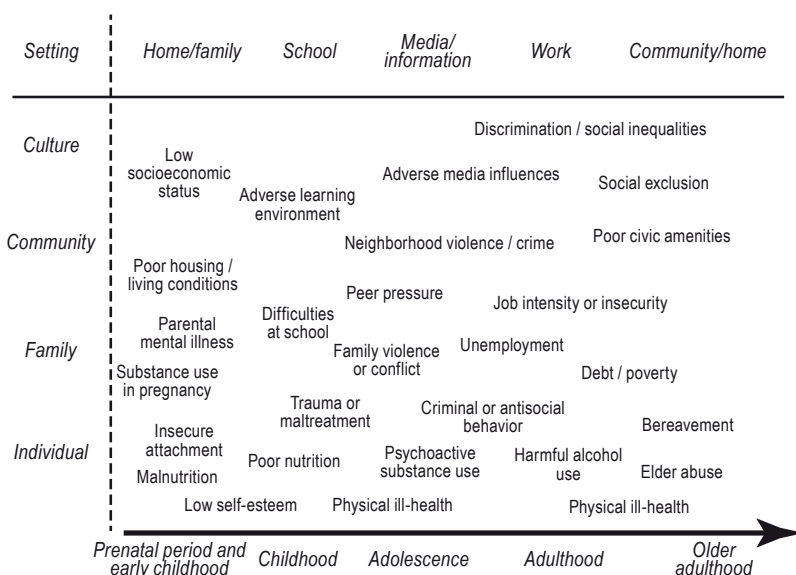 Setting
Home/family
School
Media/
information
Work
Community/home
Culture
Discrimination / social inequalities
Low
socioeconomic
status
Adverse media influences
Social exclusion
Adverse learning
environment
Community
Neighborhood violence / crime
Poor civic amenities
Poor housing /
living conditions
Peer pressure
Job intensity or insecurity
Difficulties
at school
Parental
mental illness
Family
Family violence
or conflict
Unemployment
Substance use
in pregnancy
Debt / poverty
Trauma or
maltreatment
Criminal or antisocial
behavior
Bereavement
Insecure
attachment
Individual
Poor nutrition
Psychoactive
substance use
Harmful alcohol
use
Elder abuse
Malnutrition
Low self-esteem
Physical ill-health
Physical ill-health
Prenatal period and
early childhood
Childhood
Adolescence
Adulthood
Older
adulthood